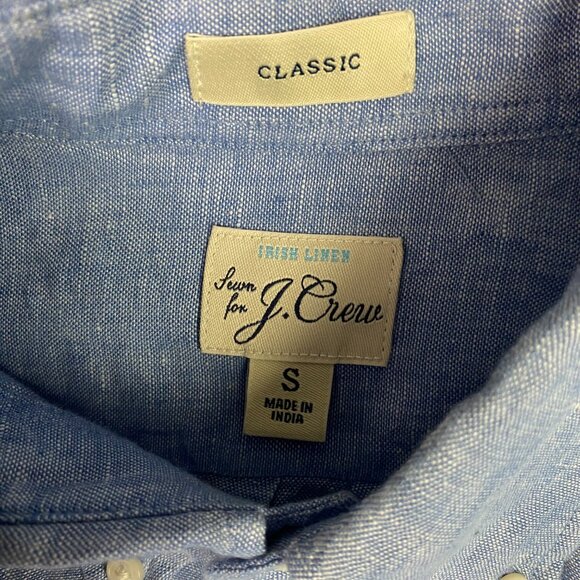 CLASSIC
IRISH LINEN
Sewn
for J.Crew
S
MADE IN
INDIA